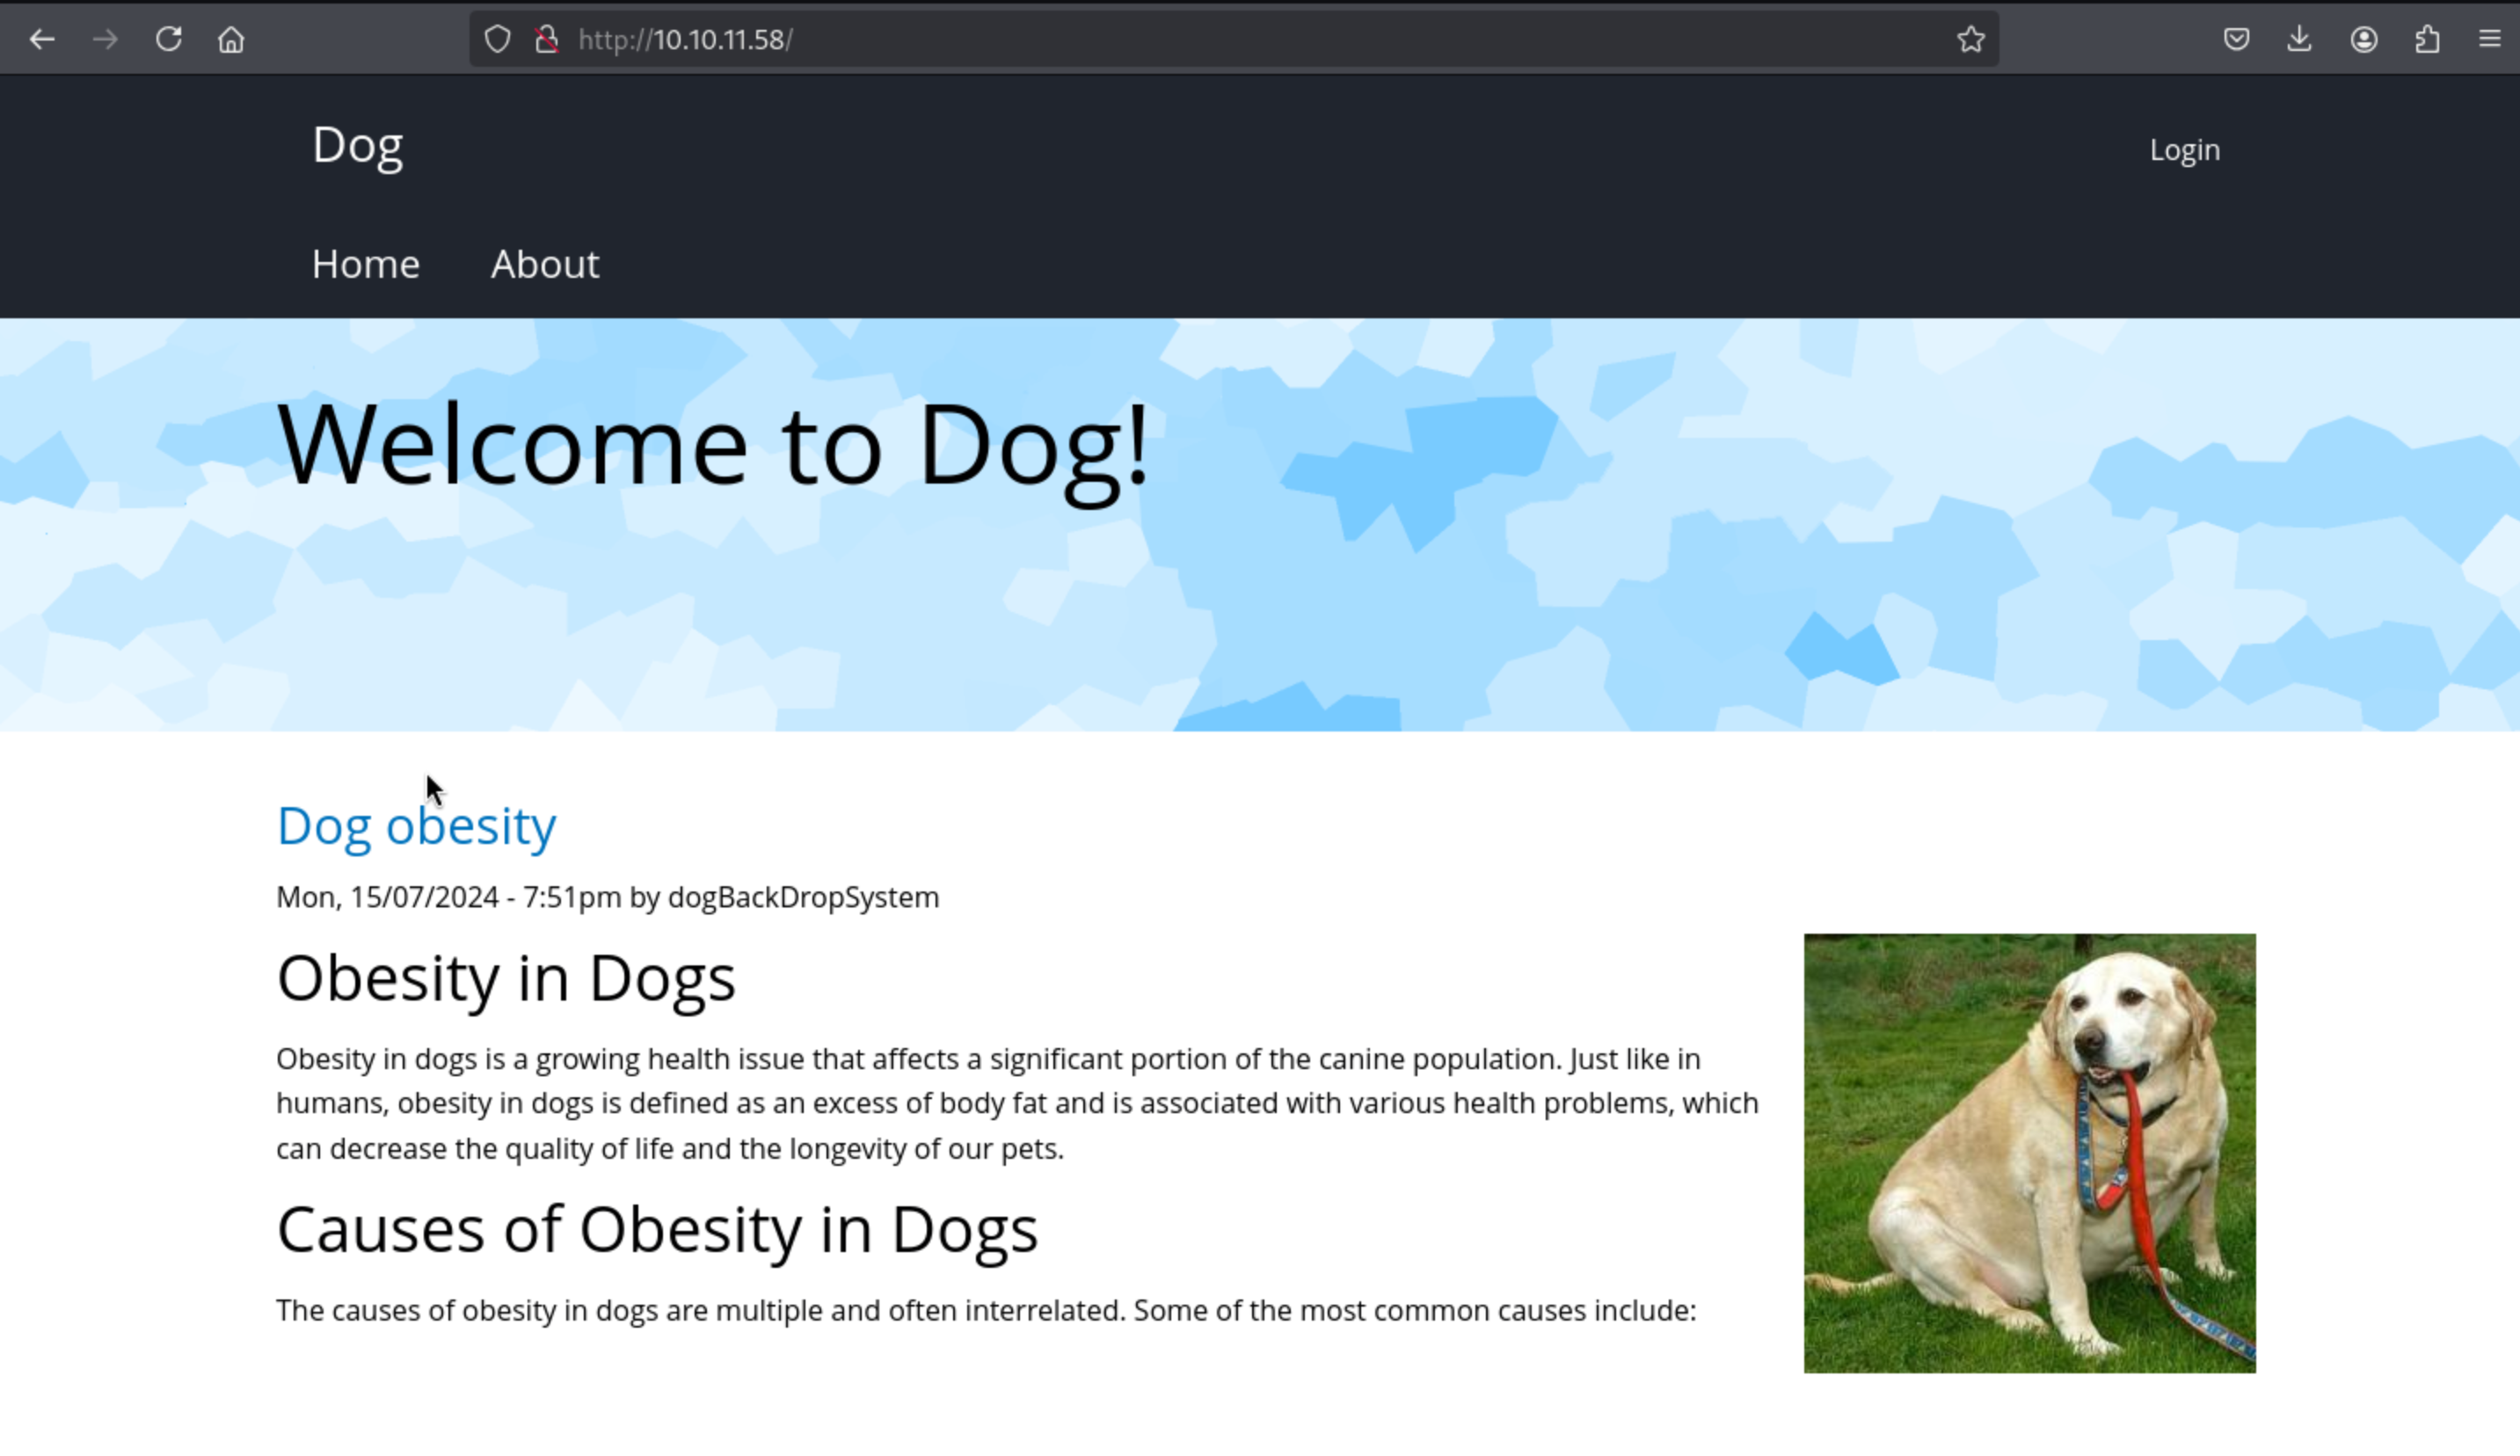 http://10.10.11.58/
Dog
Login
Home About
Welcome to Dog!
Dog obesity
Mon, 15/07/2024 - 7:51pm by dogBackDropSystem
Obesity in Dogs
Obesity in dogs is a growing health issue that affects a significant portion of the canine population. Just like in
humans, obesity in dogs is defined as an excess of body fat and is associated with various health problems, which
can decrease the quality of life and the longevity of our pets.
Causes of Obesity in Dogs
The causes of obesity in dogs are multiple and often interrelated. Some of the most common causes include: